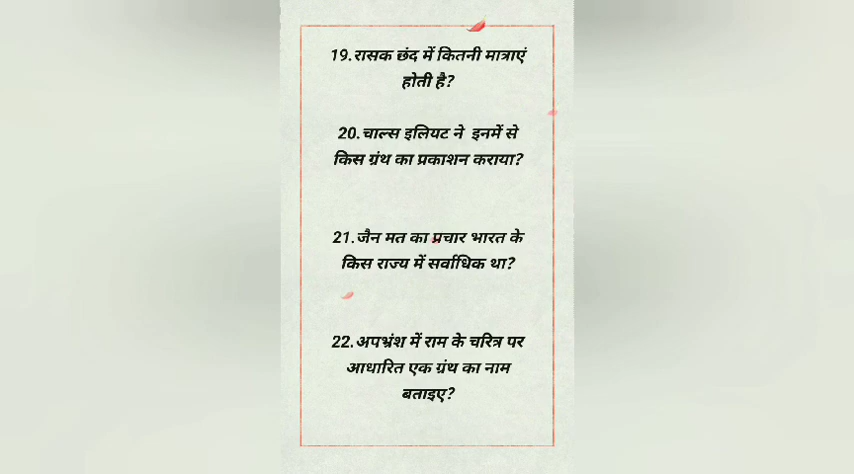 19.रासक छंद में कितनी मात्राएं
होती है?
20.चाल्स इलियट ने इनमें से
किस ग्रंथ का प्रकाशन कराया?
21.जैन मत का प्रचार भारत के
किस राज्य में सर्वाधिक था?
22.अपभ्रंश में राम के चरित्र पर
आधारित एक ग्रंथ का नाम
बताइए?